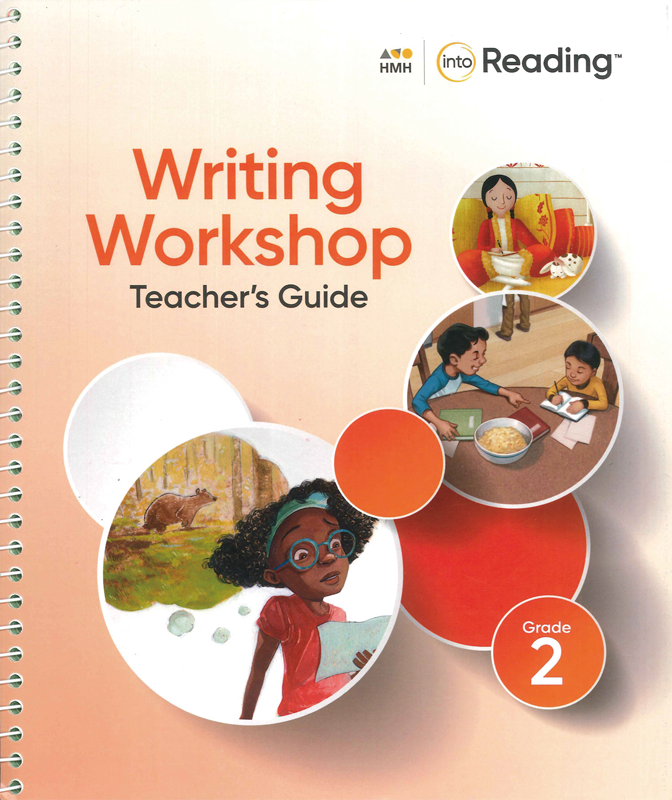 HMH
into Reading™
Writing
Workshop
Teacher's Guide
Grade
2